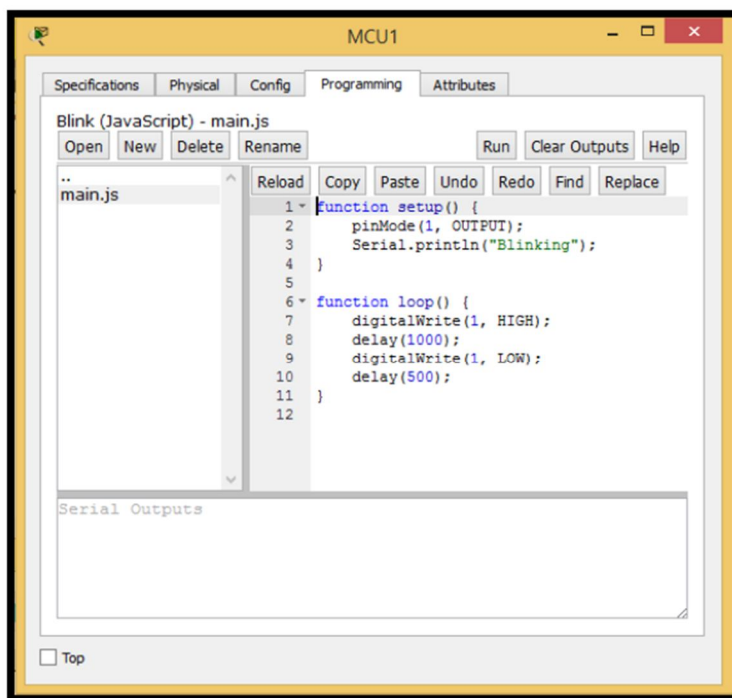 MCU1
Specifications Physical Config Programming Attributes
Blink (JavaScript) - main.js
Open New Delete Rename Run Clear Outputs Help
..
main.js
Reload Copy Paste Undo Redo Find Replace
1 function setup() {
2     pinMode(1, OUTPUT);
3     Serial.println("Blinking");
4 }
5
6 function loop() {
7     digitalWrite(1, HIGH);
8     delay(1000);
9     digitalWrite(1, LOW);
10     delay(500);
11 }
12
Serial Outputs
Top